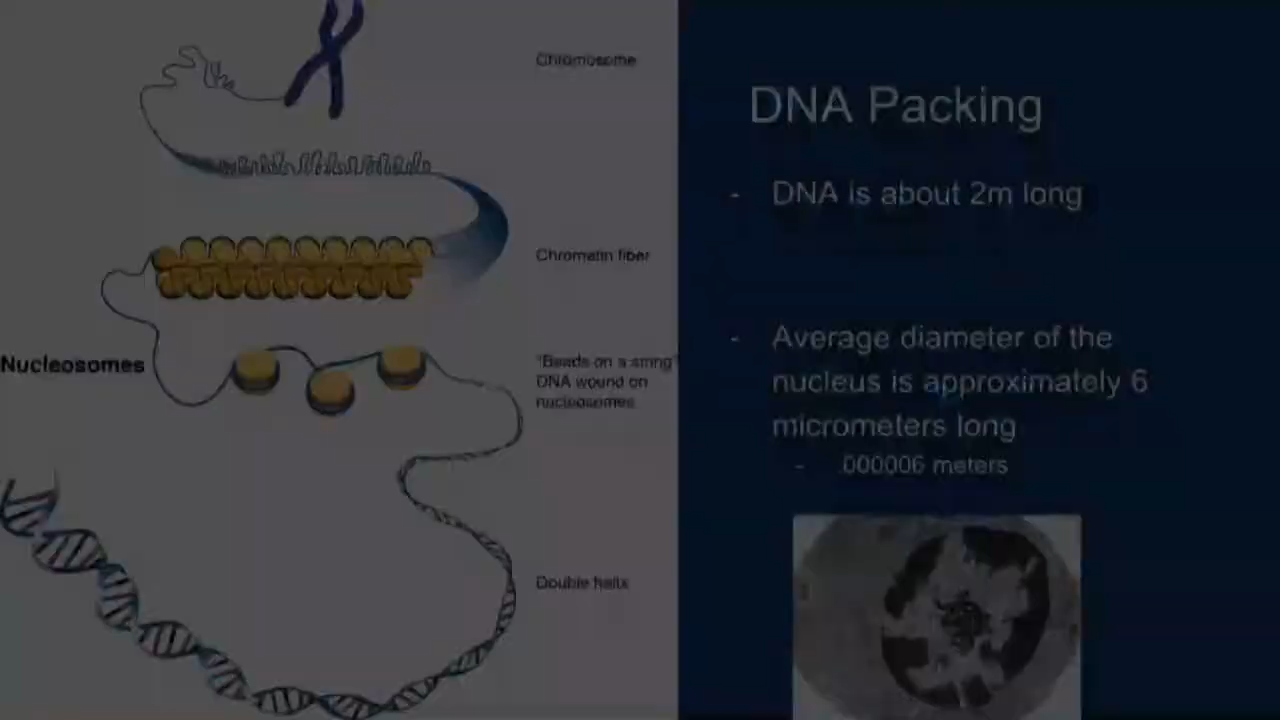 Chromosome
Chromatin fiber
Nucleosomes
"Beads on a string"
DNA wound on
nucleosomes
Double helix
DNA Packing
- DNA is about 2m long
- Average diameter of the
nucleus is approximately 6
micrometers long
- .000006 meters